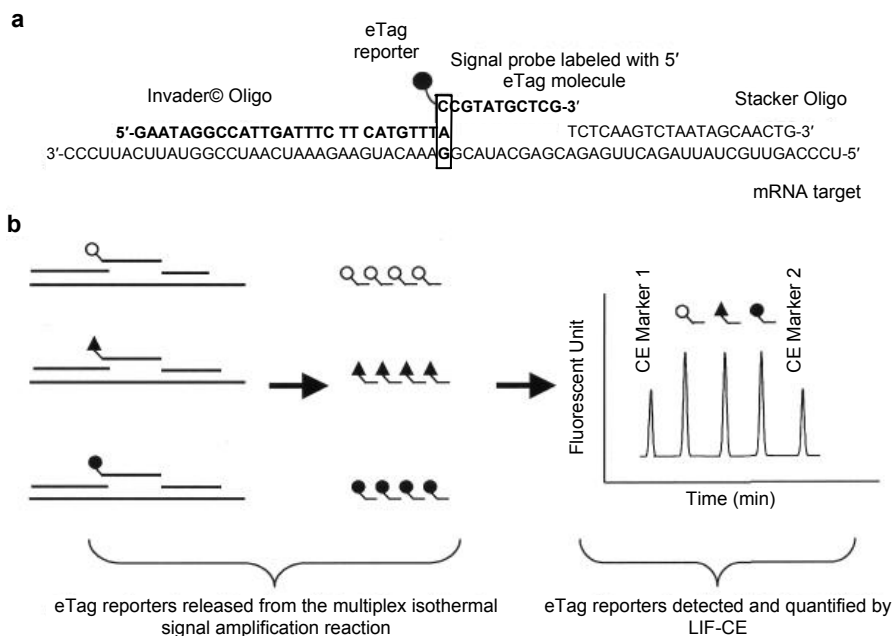 a
eTag
reporter
Signal probe labeled with 5′
eTag molecule
Invader© Oligo
CCGTATGCTCG-3′
Stacker Oligo
5′-GAATAGGCCATTGATTTC TT CATGTTTA
TCTCAAGTCTAATAGCAACTG-3′
3′-CCCUUACUUAUGGCCUAACUAAAGAAGUACAAAGGCAUACGAGCAGAGUUCAGAUUAUCGUUGACCCU-5′
mRNA target
b
CE Marker 1
CE Marker 2
Fluorescent Unit
Time (min)
eTag reporters released from the multiplex isothermal
signal amplification reaction
eTag reporters detected and quantified by
LIF-CE